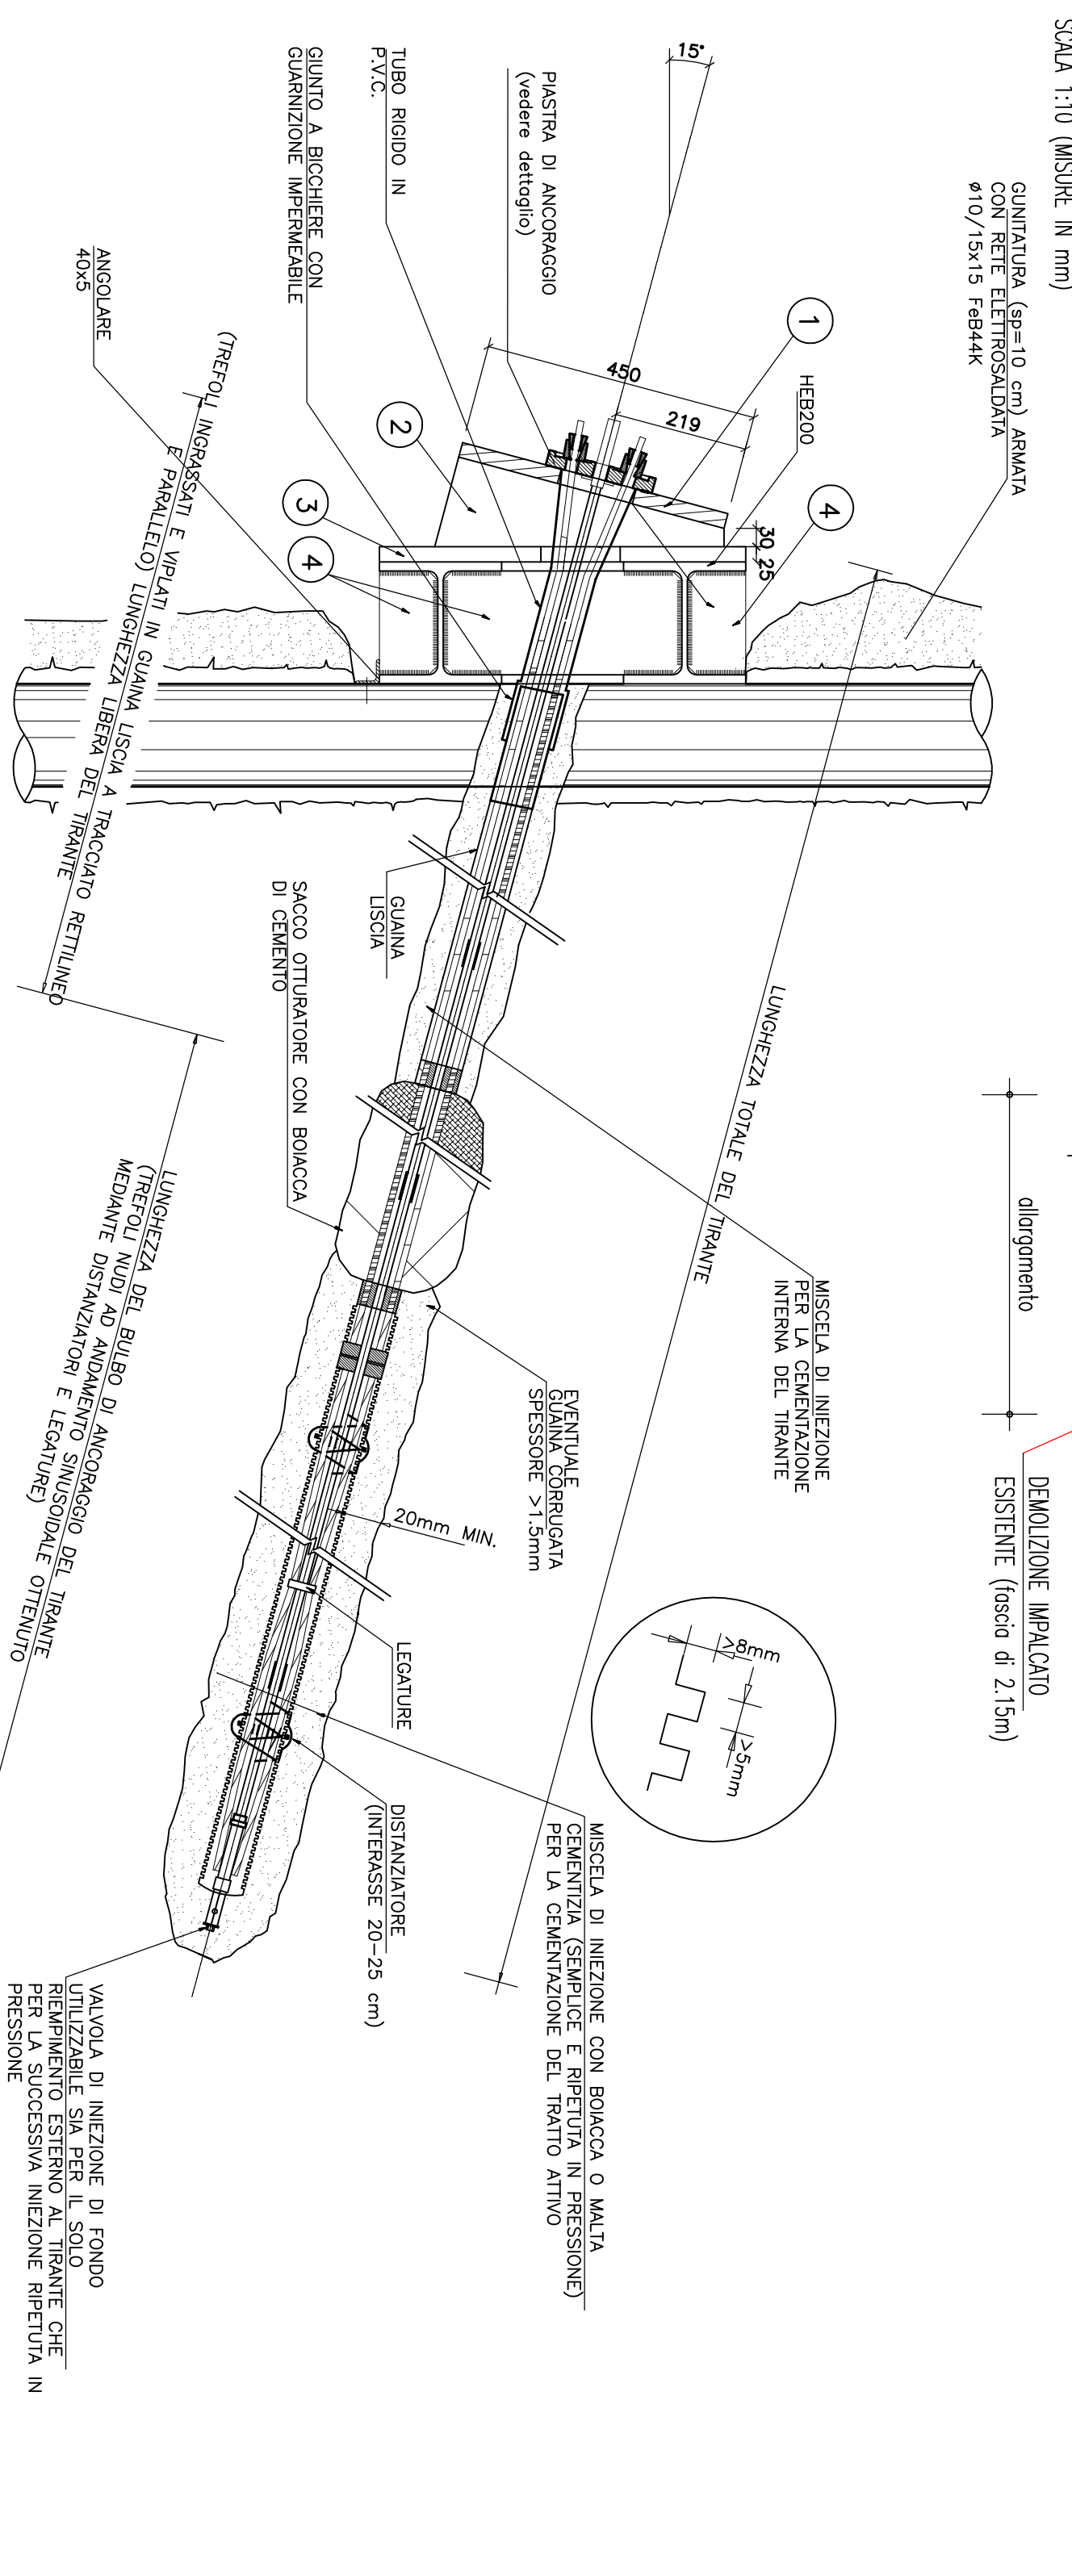 SCALA 1:10 (MISURE IN mm)
GUNITATURA (sp=10 cm) ARMATA
CON RETE ELETTROSALDATA
ø10/15x15 FeB44K
15°
PIASTRA DI ANCORAGGIO
(vedere dettaglio)
TUBO RIGIDO IN
P.V.C.
GIUNTO A BICCHIERE CON
GUARNIZIONE IMPERMEABILE
ANGOLARE
40x5
1
HEB200
4
450
219
2
3
4
30
25
(TREFOLI INGRASSATI E VIPLATI IN GUAINA LISCIA A TRACCIATO RETTILINEO
E PARALLELO) LUNGHEZZA LIBERA DEL TIRANTE
GUAINA
LISCIA
SACCO OTTURATORE CON BOIACCA
DI CEMENTO
LUNGHEZZA TOTALE DEL TIRANTE
allargamento
DEMOLIZIONE IMPALCATO
ESISTENTE (fascia di 2.15m)
MISCELA DI INIEZIONE
PER LA CEMENTAZIONE
INTERNA DEL TIRANTE
EVENTUALE
GUAINA CORRUGATA
SPESSORE >1.5mm
20mm MIN.
LUNGHEZZA DEL BULBO DI ANCORAGGIO DEL TIRANTE
(TREFOLI NUDI AD ANDAMENTO SINUSOIDALE OTTENUTO
MEDIANTE DISTANZIATORI E LEGATURE)
>8mm
>5mm
LEGATURE
DISTANZIATORE
(INTERASSE 20-25 cm)
MISCELA DI INIEZIONE CON BOIACCA O MALTA
CEMENTIZIA (SEMPLICE E RIPETUTA IN PRESSIONE)
PER LA CEMENTAZIONE DEL TRATTO ATTIVO
VALVOLA DI INIEZIONE DI FONDO
UTILIZZABILE SIA PER IL SOLO
RIEMPIMENTO ESTERNO AL TIRANTE CHE
PER LA SUCCESSIVA INIEZIONE RIPETUTA IN
PRESSIONE